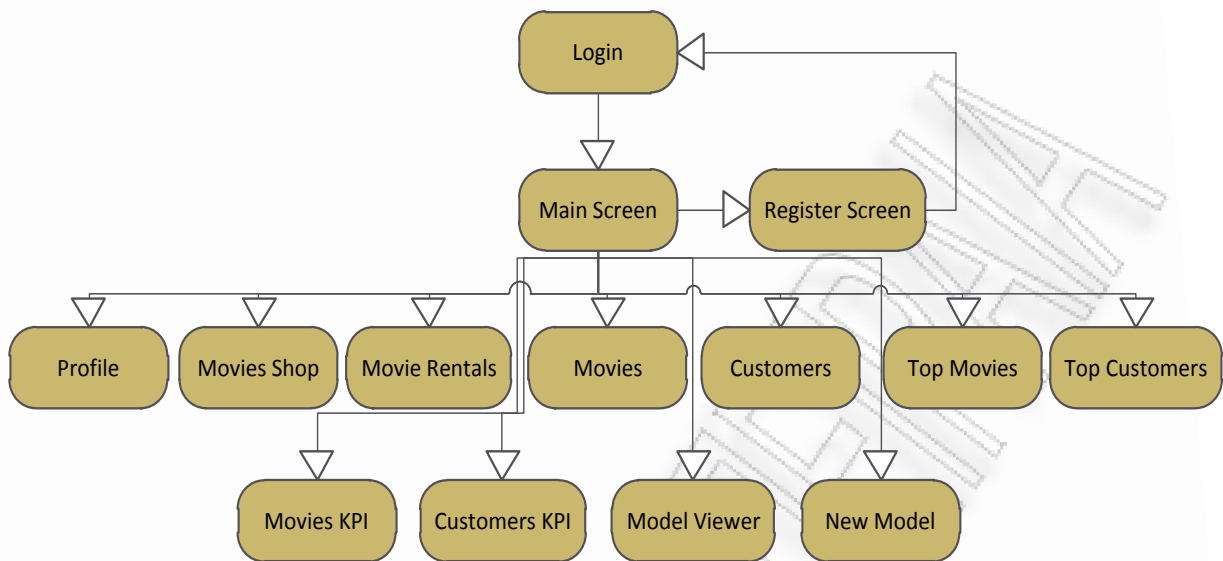 Login
Main Screen
Register Screen
Profile
Movies Shop
Movie Rentals
Movies
Customers
Top Movies
Top Customers
Movies KPI
Customers KPI
Model Viewer
New Model